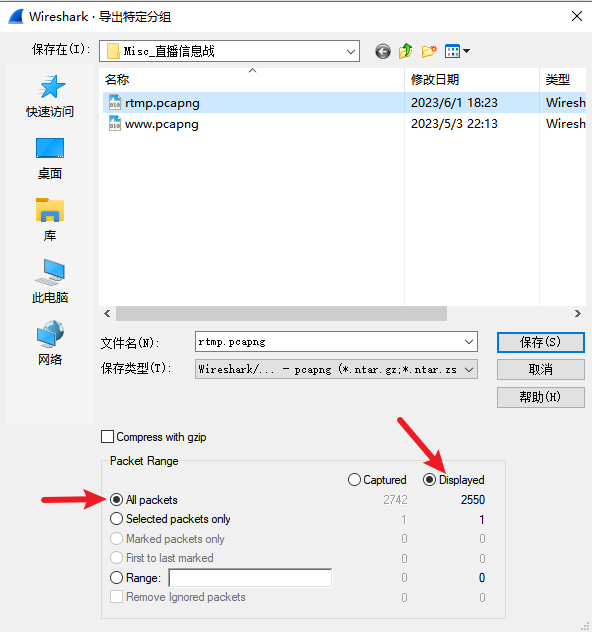 Wireshark · 导出特定分组
保存在(I):
Misc_直播信息战
快速访问
桌面
库
此电脑
网络
名称 修改日期 类型
rtmp.pcapng 2023/6/1 18:23 Wiresh
www.pcapng 2023/5/3 22:13 Wiresh
文件名(N): rtmp.pcapng 保存(S)
保存类型(T): Wireshark/... - pcapng (*.ntar.gz;*.ntar.zs 取消
帮助(H)
Compress with gzip
Packet Range
Captured Displayed
All packets 2742 2550
Selected packets only 1 1
Marked packets only 0 0
First to last marked 0 0
Range: 0 0
Remove Ignored packets 0 0